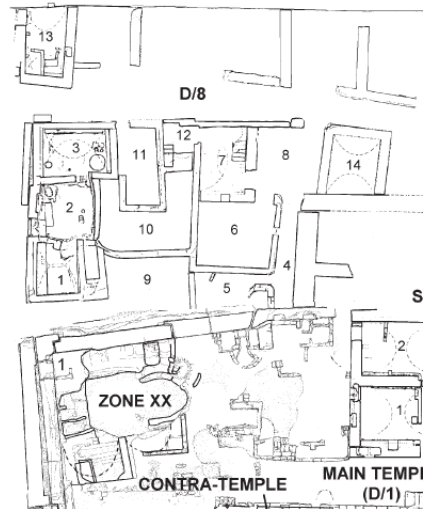 13
D/8
12
3
11
7
8
14
2
10
6
1
9
5
4
S
1
2
ZONE XX
1
CONTRA-TEMPLE
MAIN TEMPL
(D/1)